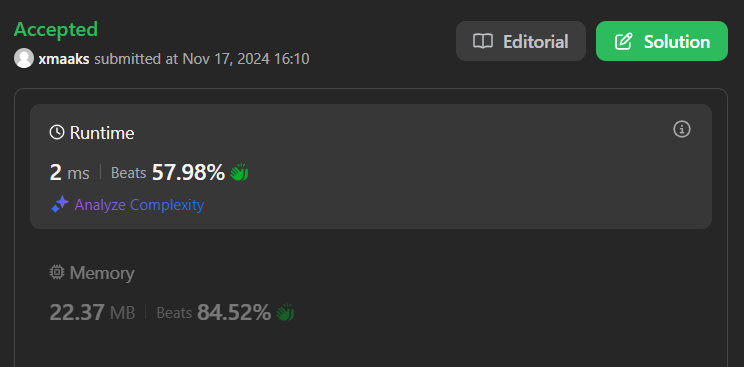 Accepted
xmaaks submitted at Nov 17, 2024 16:10
Editorial
Solution
Runtime
2 ms | Beats 57.98%
Analyze Complexity
Memory
22.37 MB | Beats 84.52%